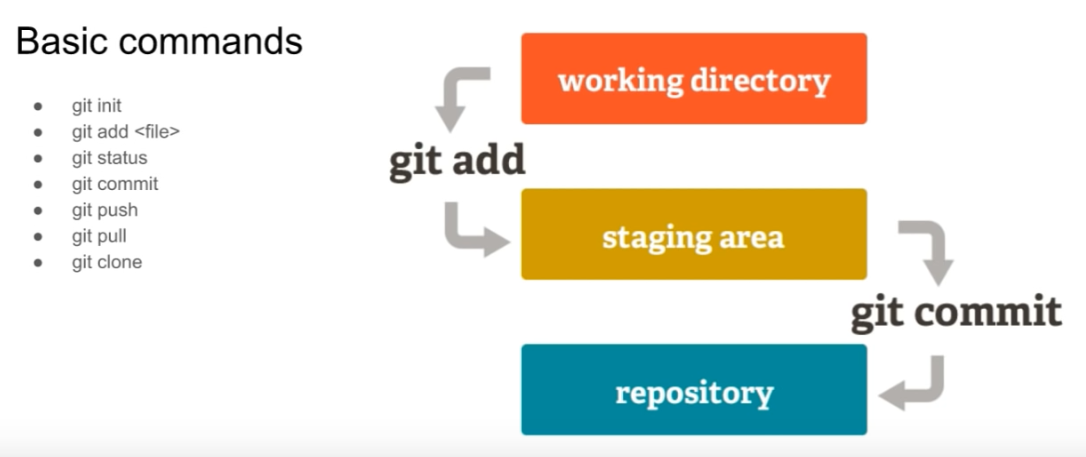 Basic commands
git init
git add <file>
git status
git commit
git push
git pull
git clone
working directory
git add
staging area
git commit
repository